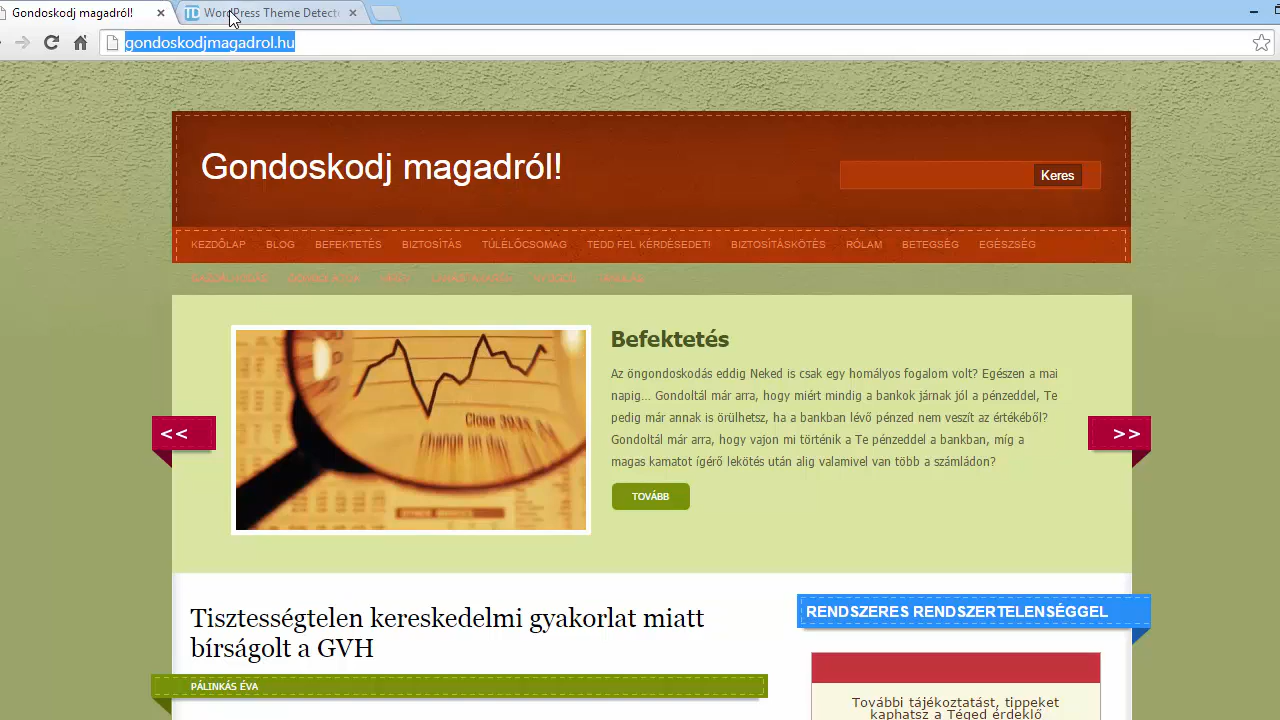 Gondoskodj magadról!
WordPress Theme Detect
gondoskodjmagadrol.hu
Gondoskodj magadról!
Keres
KEZDŐLAP BLOG BEFEKTETÉS BIZTOSÍTÁS TÚLÉLŐCSOMAG TEDD FEL KÉRDÉSEDET! BIZTOSÍTÁSKÖTÉS RÓLAM BETEGSÉG EGÉSZSÉG
Befektetés
Az öngondoskodás eddig Neked is csak egy homályos fogalom volt? Egészen a mai
napig... Gondoltál már arra, hogy miért mindig a bankok járnak jól a pénzeddel, Te
pedig már annak is örülhetsz, ha a bankban lévő pénzed nem veszít az értékéből?
Gondoltál már arra, hogy vajon mi történik a Te pénzeddel a bankban, míg a
magas kamatot ígérő lekötés után alig valamivel van több a számládon?
TOVÁBB
<< 
>>
Close
Change on
Tisztességtelen kereskedelmi gyakorlat miatt
bírságolt a GVH
PÁLINKÁS ÉVA
RENDSZERES RENDSZERTELENSÉGGEL
További tájékoztatást, tippeket
kaphatsz a Téged érdeklő